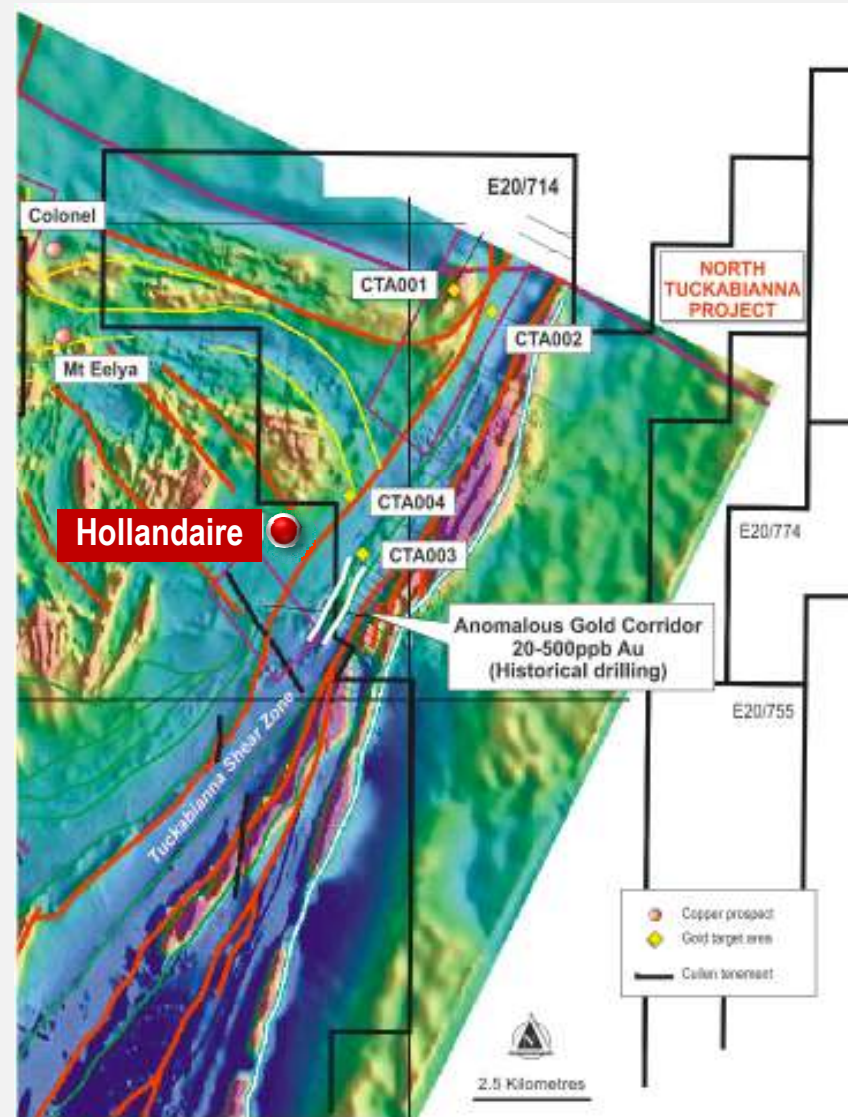 E20/714
Colonel
NORTH
TUCKABIANNA
PROJECT
CTA001
CTA002
Mt Eelya
CTA004
Hollandaire
E20/774
CTA003
Anomalous Gold Corridor
20-500ppb Au
(Historical drilling)
E20/755
Tuckabianna Shear Zone
Copper prospect
Gold target area
Cullen tenement
2.5 Kilometres